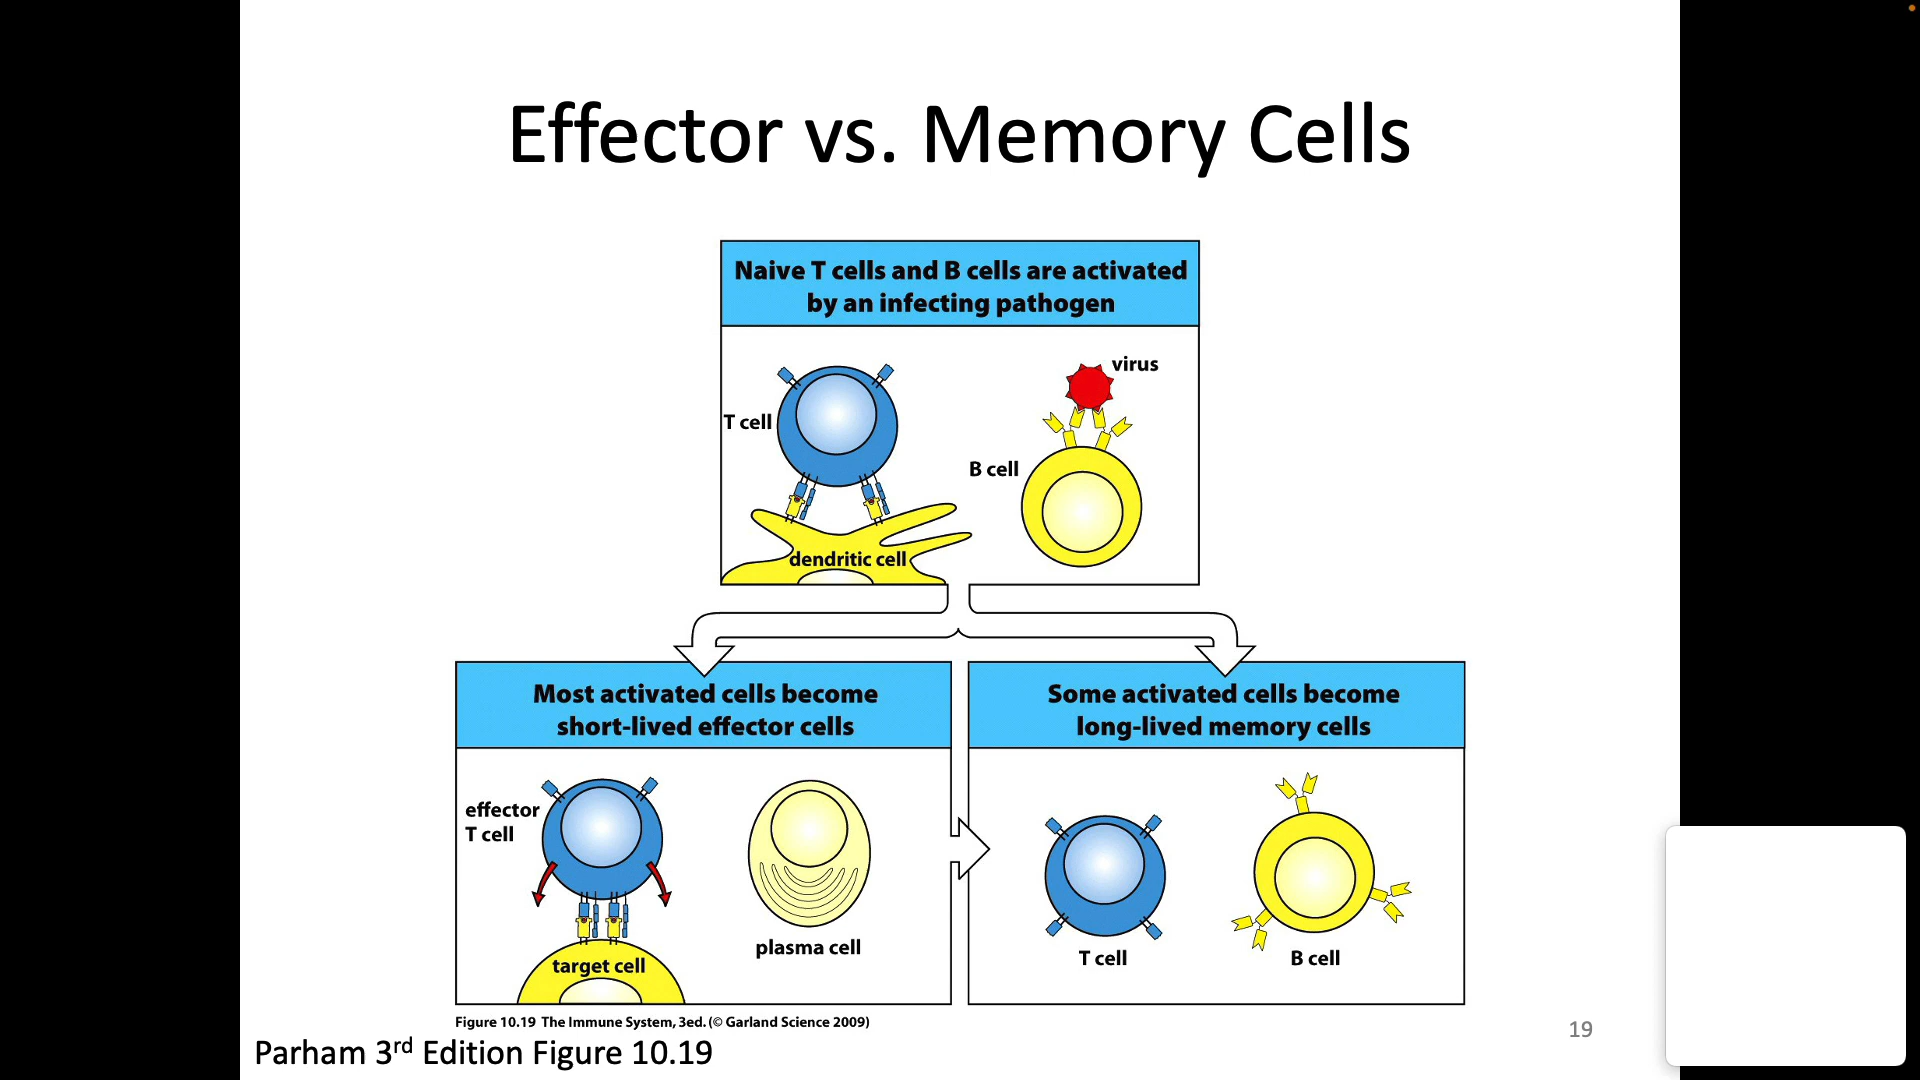 Effector vs. Memory Cells
Naive T cells and B cells are activated
by an infecting pathogen
virus
T cell
B cell
dendritic cell
Most activated cells become
short-lived effector cells
effector
T cell
plasma cell
target cell
Some activated cells become
long-lived memory cells
T cell
B cell
Figure 10.19 The Immune System, 3ed. (© Garland Science 2009)
Parham 3rd Edition Figure 10.19
19